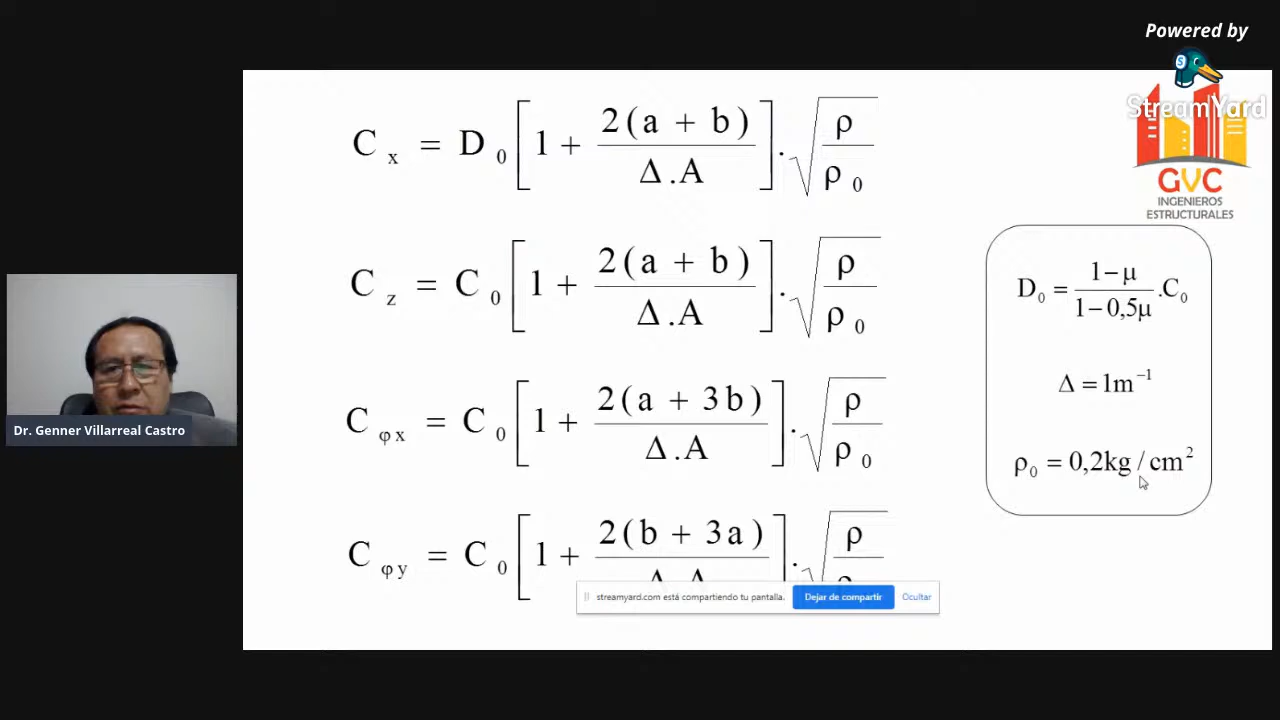 Powered by
StreamYard
GVC
INGENIEROS
ESTRUCTURALES
C x = D 0 [ 1 + 2(a + b) / Δ.A ] . √(ρ / ρ 0)
C z = C 0 [ 1 + 2(a + b) / Δ.A ] . √(ρ / ρ 0)
C φx = C 0 [ 1 + 2(a + 3b) / Δ.A ] . √(ρ / ρ 0)
C φy = C 0 [ 1 + 2(b + 3a) / Δ.A ] . √(ρ / ρ
D₀ = (1−μ) / (1−0,5μ) .C₀
Δ = 1m⁻¹
ρ₀ = 0,2kg/cm²
Dr. Genner Villarreal Castro
streamyard.com está compartiendo tu pantalla. Dejar de compartir Ocultar